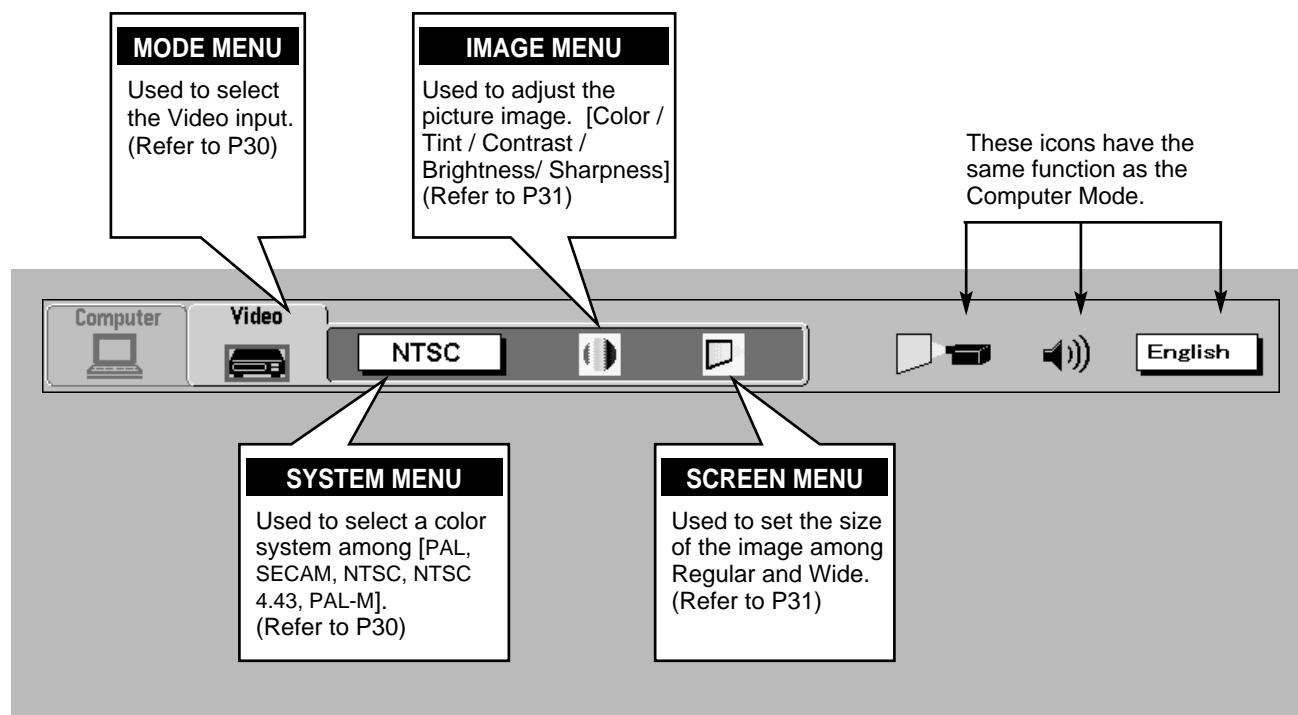 MODE MENU
Used to select
the Video input.
(Refer to P30)
IMAGE MENU
Used to adjust the
picture image. [Color /
Tint / Contrast /
Brightness/ Sharpness]
(Refer to P31)
These icons have the
same function as the
Computer Mode.
Computer
Video
NTSC
English
SYSTEM MENU
Used to select a color
system among [PAL,
SECAM, NTSC, NTSC
4.43, PAL-M].
(Refer to P30)
SCREEN MENU
Used to set the size
of the image among
Regular and Wide.
(Refer to P31)